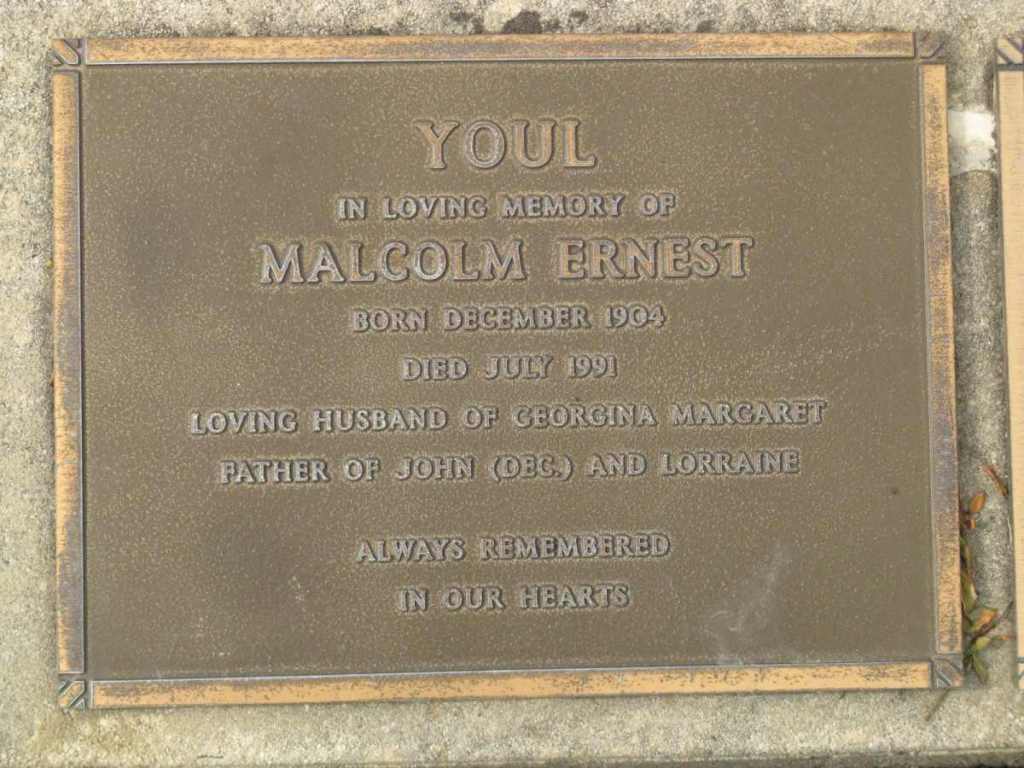 YOUL
IN LOVING MEMORY OF
MALCOLM ERNEST
BORN DECEMBER 1904
DIED JULY 1991
LOVING HUSBAND OF GEORGINA MARGARET
FATHER OF JOHN (DEC.) AND LORRAINE
ALWAYS REMEMBERED
IN OUR HEARTS